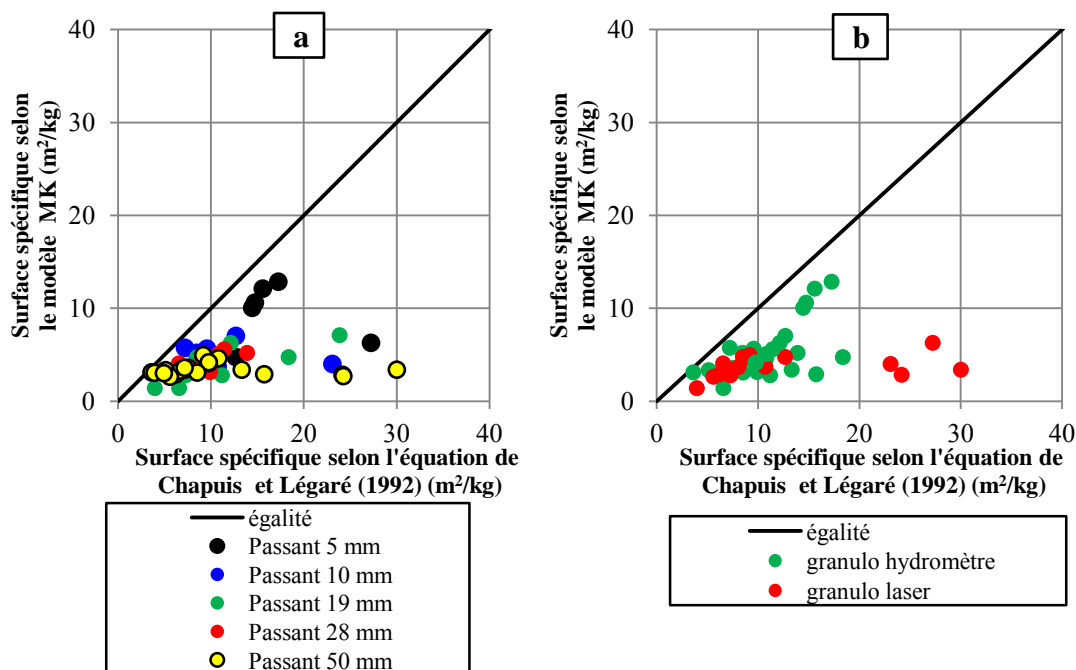 a
40
30
20
10
0
0 10 20 30 40
Surface spécifique selon
le modèle MK (m²/kg)
Surface spécifique selon l'équation de
Chapuis et Légaré (1992) (m²/kg)
égalité
Passant 5 mm
Passant 10 mm
Passant 19 mm
Passant 28 mm
Passant 50 mm
b
40
30
20
10
0
0 10 20 30 40
Surface spécifique selon
le modèle MK (m²/kg)
Surface spécifique selon l'équation de
Chapuis et Légaré (1992) (m²/kg)
égalité
granulo hydromètre
granulo laser